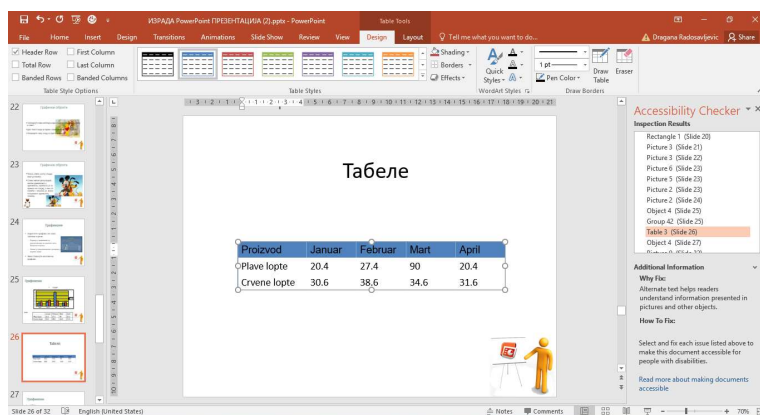 ИЗРАДА PowerPoint ПРЕЗЕНТАЦИЈА (2).pptx - PowerPoint
Table Tools
File Home Insert Design Transitions Animations Slide Show Review View Design Layout Tell me what you want to do... Dragana Radosavljevic Share
Header Row First Column
Total Row Last Column
Banded Rows Banded Columns
Table Style Options
Table Styles
Shading
Borders
Effects
Quick Styles
WordArt Styles
1 pt
Pen Color
Draw Table
Eraser
Draw Borders
22
23
24
25
26
27
Табеле
Proizvod Januar Februar Mart April
Plave lopte 20.4 27.4 90 20.4
Crvene lopte 30.6 38.6 34.6 31.6
Accessibility Checker
Inspection Results
Rectangle 1 (Slide 20)
Picture 3 (Slide 21)
Picture 3 (Slide 22)
Picture 6 (Slide 23)
Picture 5 (Slide 23)
Picture 2 (Slide 23)
Picture 2 (Slide 24)
Object 4 (Slide 25)
Group 42 (Slide 25)
Table 3 (Slide 26)
Object 4 (Slide 27)
Additional Information
Why Fix:
Alternate text helps readers
understand information presented in
pictures and other objects.
How To Fix:
Select and fix each issue listed above to
make this document accessible for
people with disabilities.
Read more about making documents
accessible
Slide 26 of 32 English (United States) Notes Comments 70%